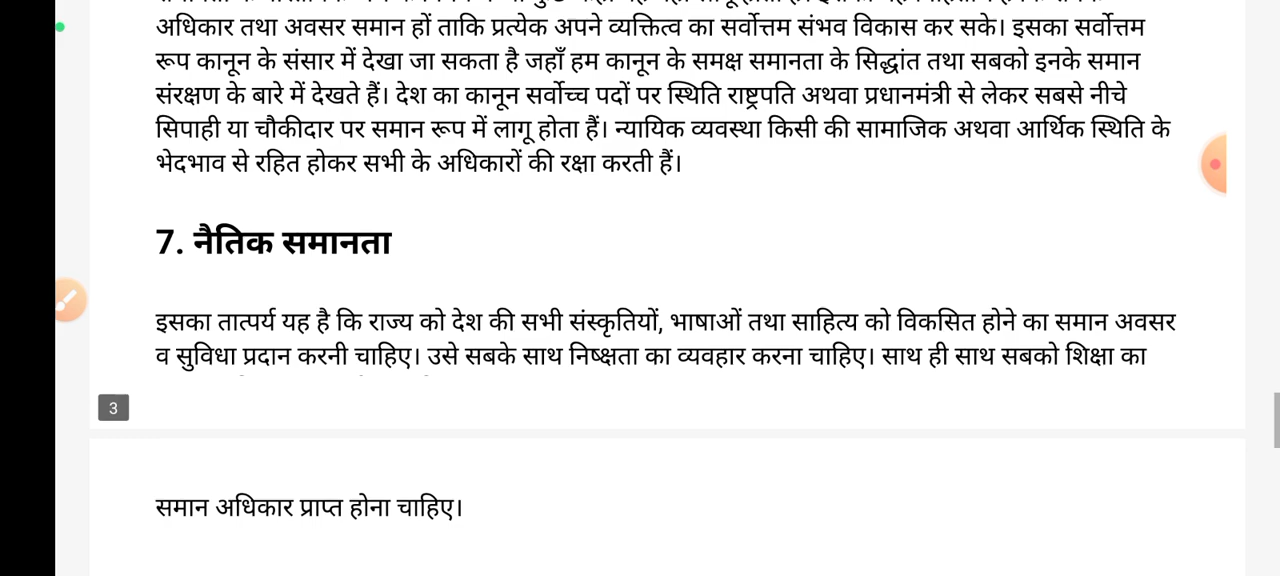 अधिकार तथा अवसर समान हों ताकि प्रत्येक अपने व्यक्तित्व का सर्वोत्तम संभव विकास कर सके। इसका सर्वोत्तम
रूप कानून के संसार में देखा जा सकता है जहाँ हम कानून के समक्ष समानता के सिद्धांत तथा सबको इनके समान
संरक्षण के बारे में देखते हैं। देश का कानून सर्वोच्च पदों पर स्थिति राष्ट्रपति अथवा प्रधानमंत्री से लेकर सबसे नीचे
सिपाही या चौकीदार पर समान रूप में लागू होता हैं। न्यायिक व्यवस्था किसी की सामाजिक अथवा आर्थिक स्थिति के
भेदभाव से रहित होकर सभी के अधिकारों की रक्षा करती हैं।
7. नैतिक समानता
इसका तात्पर्य यह है कि राज्य को देश की सभी संस्कृतियों, भाषाओं तथा साहित्य को विकसित होने का समान अवसर
व सुविधा प्रदान करनी चाहिए। उसे सबके साथ निष्क्षता का व्यवहार करना चाहिए। साथ ही साथ सबको शिक्षा का
3
समान अधिकार प्राप्त होना चाहिए।